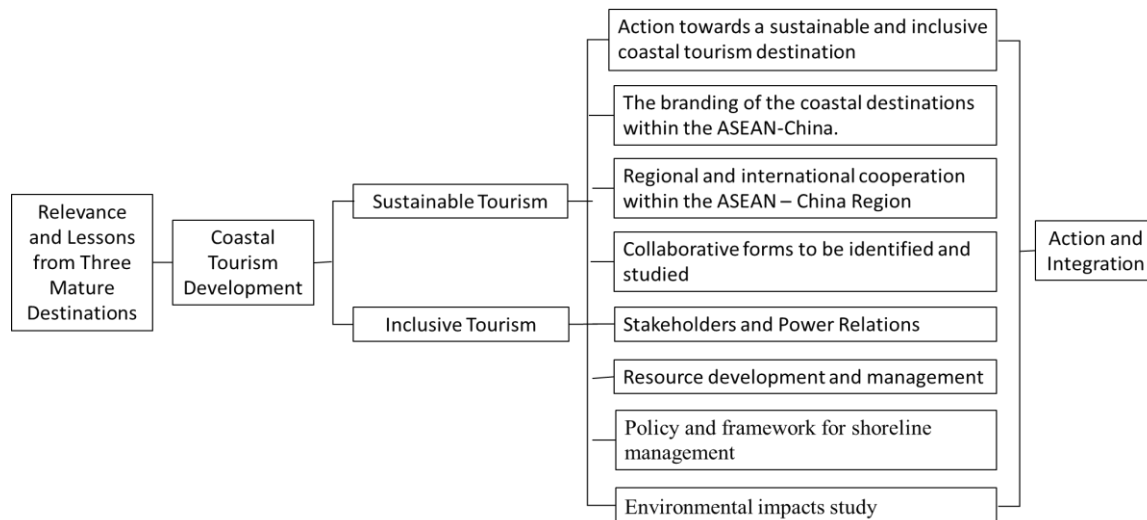 Relevance
and Lessons
from Three
Mature
Destinations
Coastal
Tourism
Development
Sustainable Tourism
Inclusive Tourism
Action towards a sustainable and inclusive
coastal tourism destination
The branding of the coastal destinations
within the ASEAN-China.
Regional and international cooperation
within the ASEAN – China Region
Collaborative forms to be identified and
studied
Stakeholders and Power Relations
Resource development and management
Policy and framework for shoreline
management
Environmental impacts study
Action and
Integration